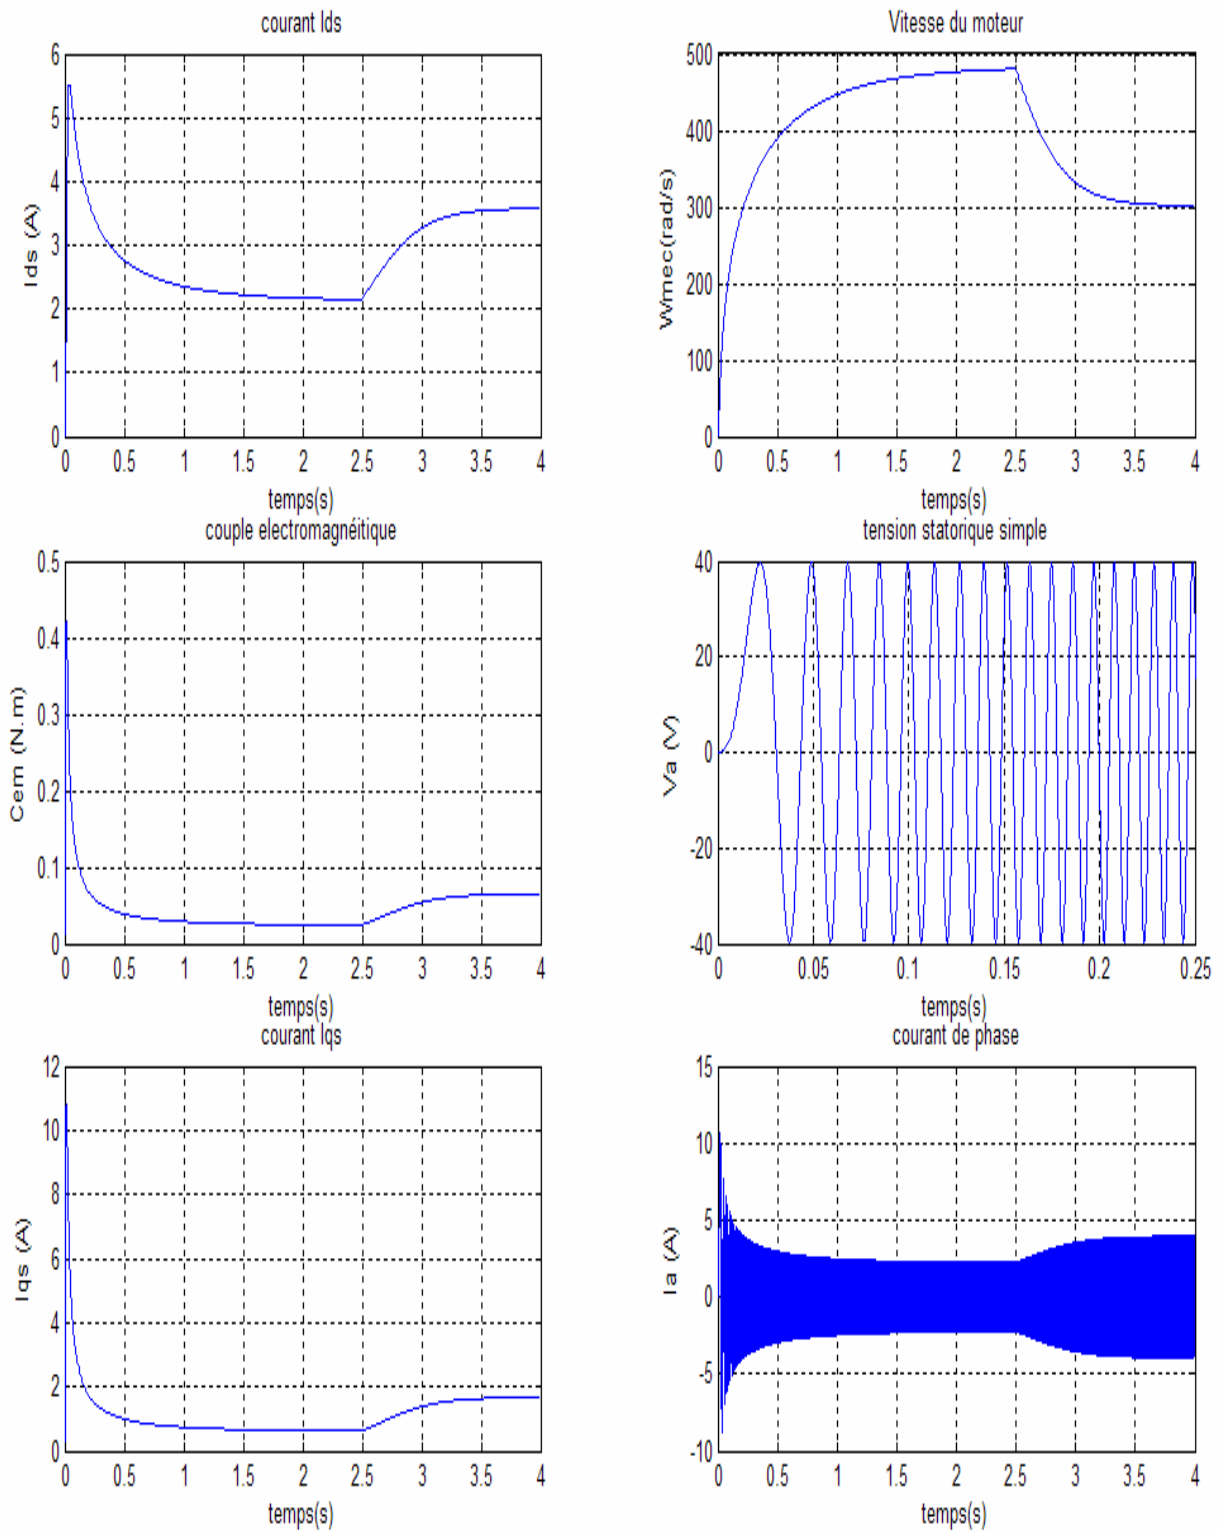 courant Ids
6
5
4
3
2
1
0
Ids (A)
0 0.5 1 1.5 2 2.5 3 3.5 4
temps(s)
Vitesse du moteur
500
400
300
200
100
0
Wmec(rad/s)
0 0.5 1 1.5 2 2.5 3 3.5 4
temps(s)
couple electromagnéitique
0.5
0.4
0.3
0.2
0.1
0
Cem (N.m)
0 0.5 1 1.5 2 2.5 3 3.5 4
temps(s)
tension statorique simple
40
20
0
-20
-40
Va (V)
0 0.05 0.1 0.15 0.2 0.25
temps(s)
courant Iqs
12
10
8
6
4
2
0
Iqs (A)
0 0.5 1 1.5 2 2.5 3 3.5 4
temps(s)
courant de phase
15
10
5
0
-5
-10
Ia (A)
0 0.5 1 1.5 2 2.5 3 3.5 4
temps(s)